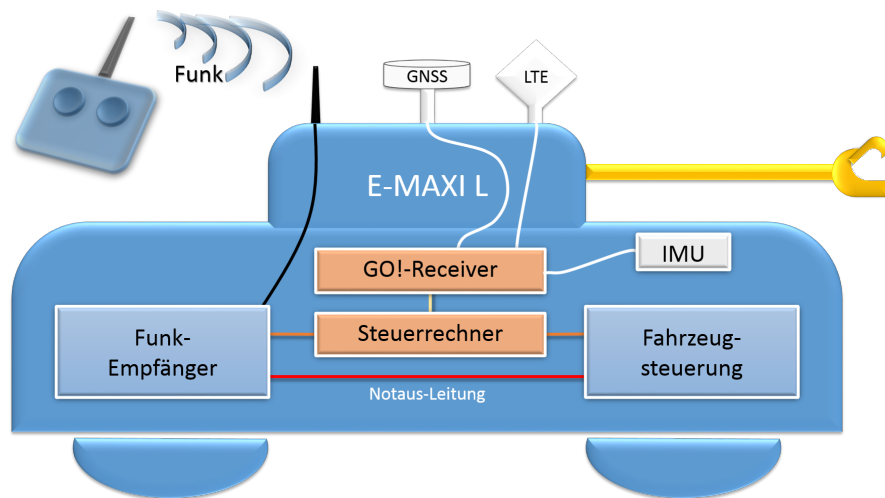 Funk
GNSS
LTE
E-MAXI L
GO!-Receiver
IMU
Funk-
Empfänger
Steuerrechner
Fahrzeug-
steuerung
Notaus-Leitung